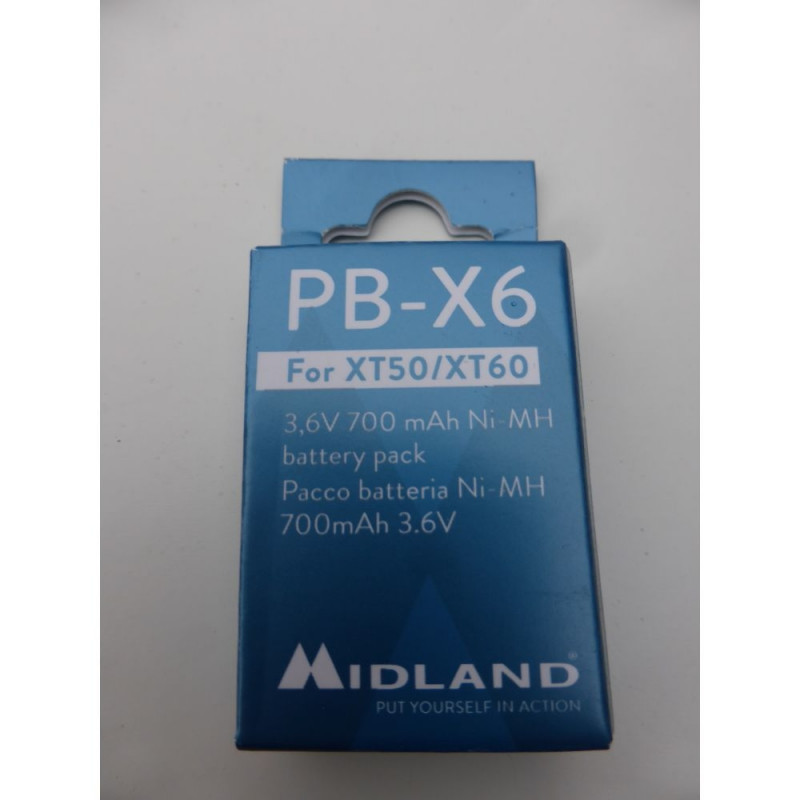 PB-X6
For XT50/XT60
3,6V 700 mAh Ni-MH
battery pack
Pacco batteria Ni-MH
700mAh 3.6V
MIDLAND®
PUT YOURSELF IN ACTION